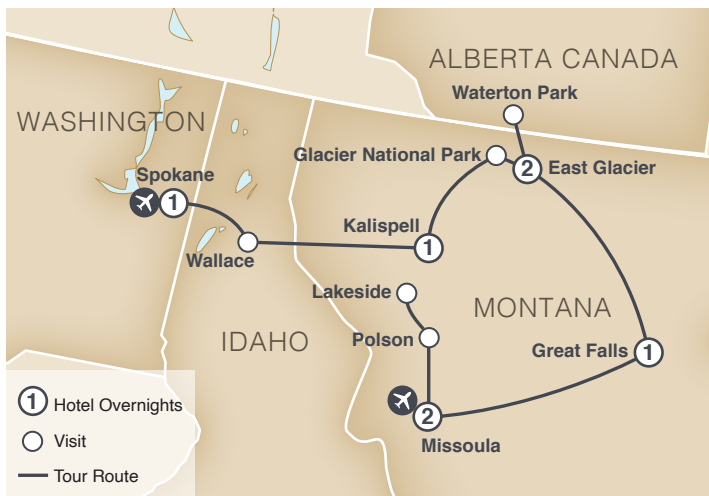 ALBERTA CANADA
Waterton Park
WASHINGTON
Glacier National Park
2
East Glacier
Spokane
1
Kalispell
1
Wallace
Lakeside
MONTANA
IDAHO
Polson
Great Falls
1
2
Missoula
1 Hotel Overnights
Visit
Tour Route